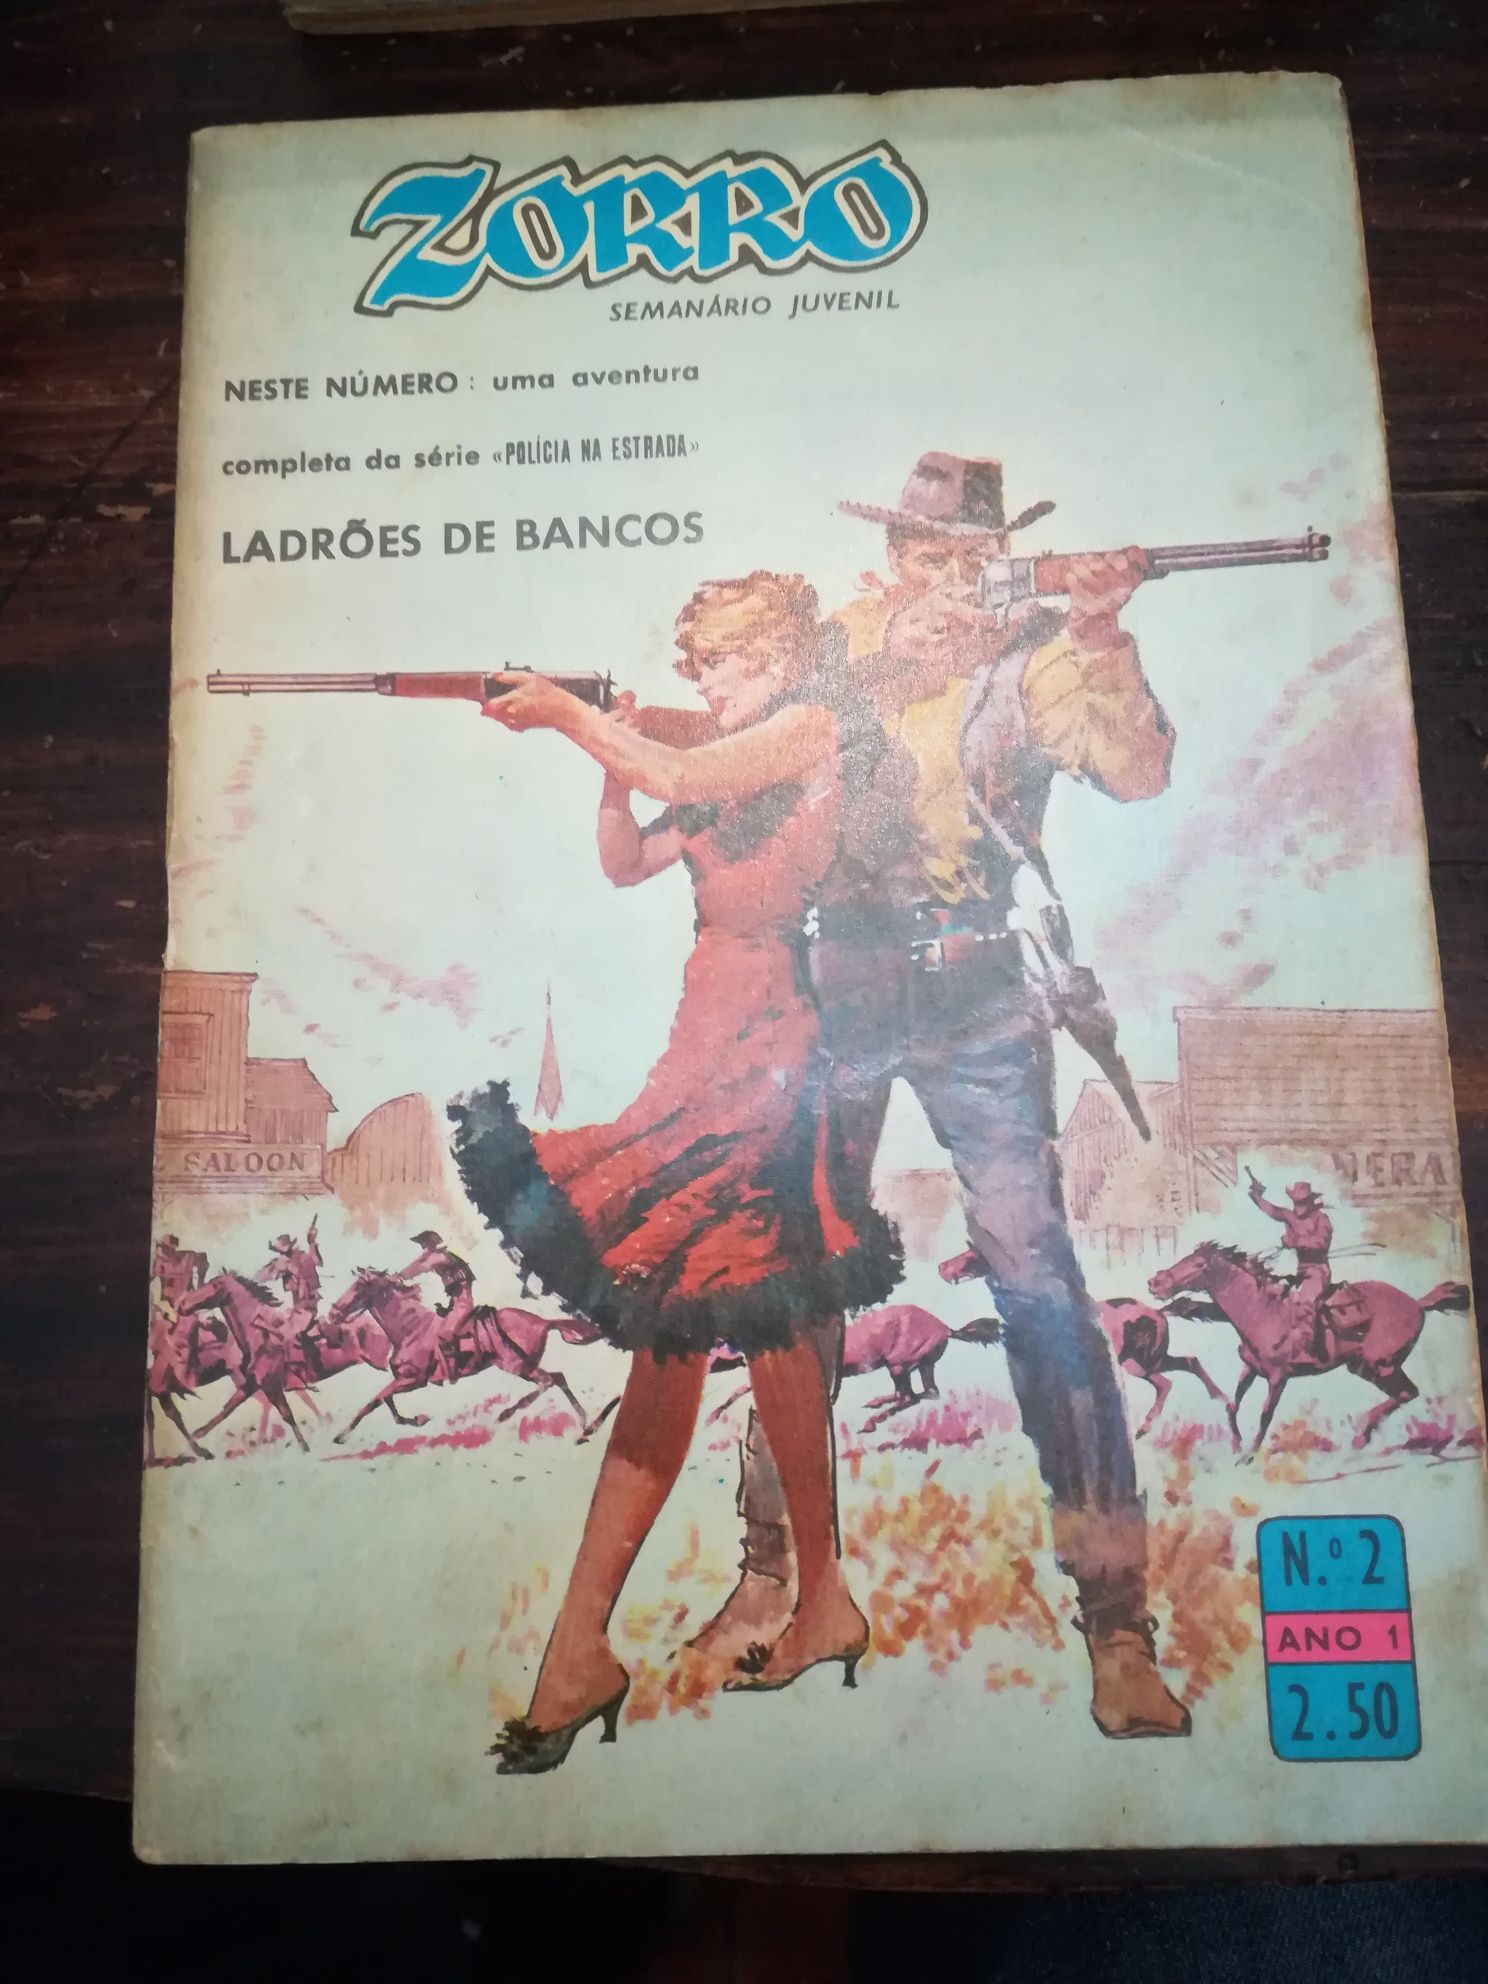 ZORRO
SEMANÁRIO JUVENIL
NESTE NÚMERO: uma aventura
completa da série «POLÍCIA NA ESTRADA»
LADRÕES DE BANCOS
SALOON
NERA
N.º 2
ANO 1
2.50